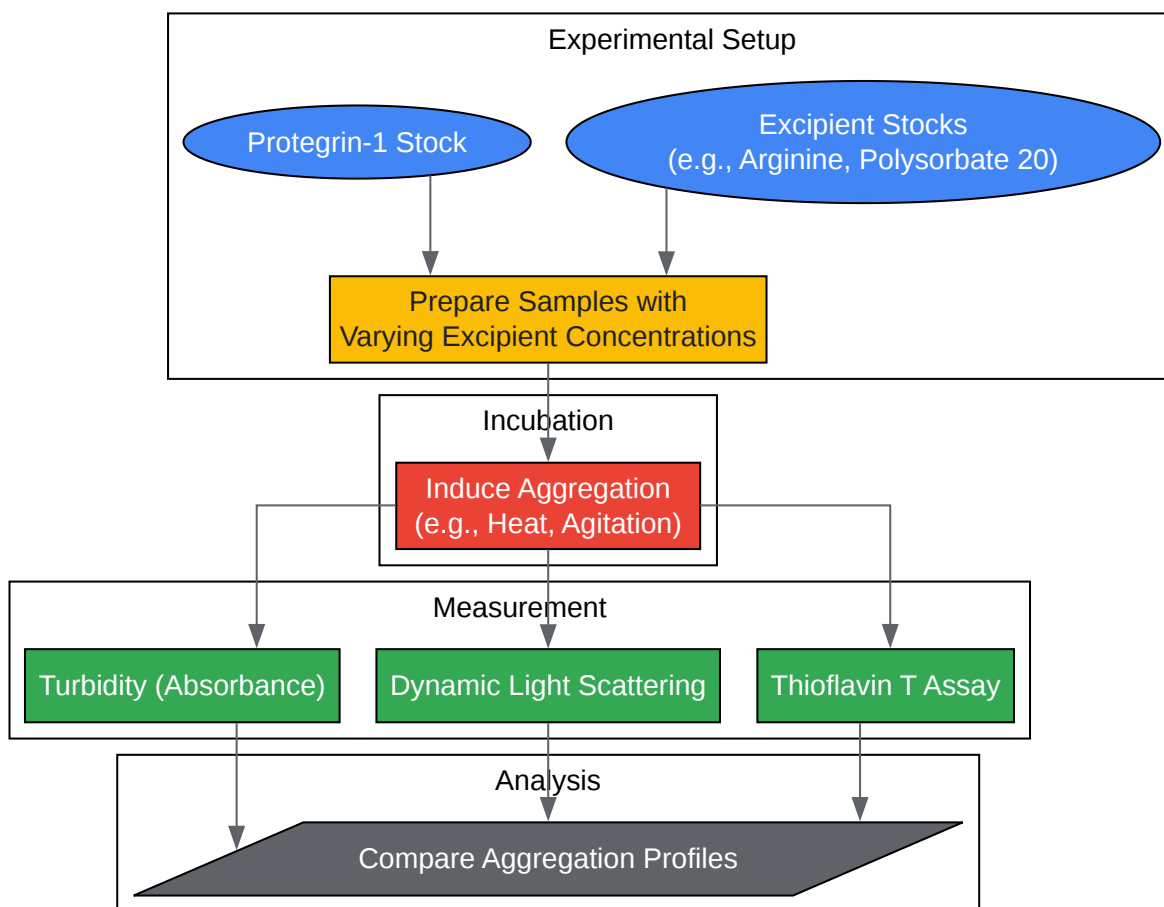 Experimental Setup
Protegrin-1 Stock
Excipient Stocks
(e.g., Arginine, Polysorbate 20)
Prepare Samples with
Varying Excipient Concentrations
Incubation
Induce Aggregation
(e.g., Heat, Agitation)
Measurement
Turbidity (Absorbance)
Dynamic Light Scattering
Thioflavin T Assay
Analysis
Compare Aggregation Profiles